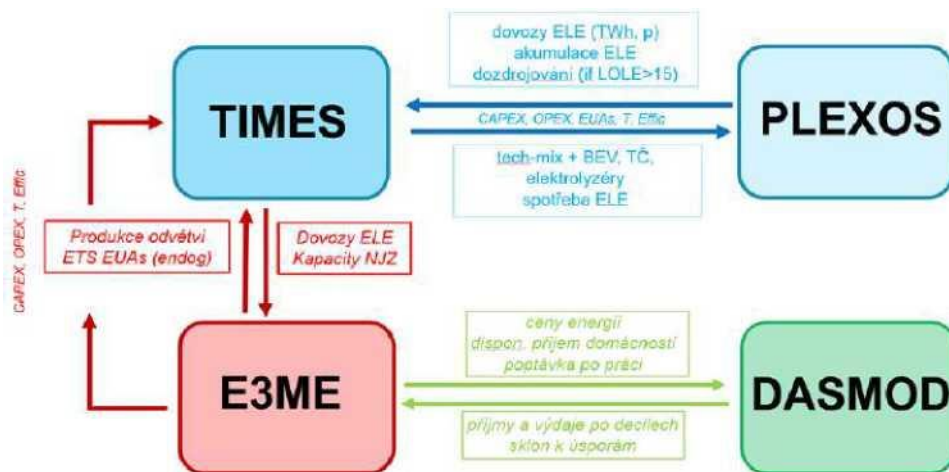 dovozy ELE (TWh, p)
akumulace ELE
dozdrojování (if LOLE>15)
TIMES
PLEXOS
CAPEX, OPEX, EUAs, T, Effic
tech-mix + BEV, TČ,
elektrolyzéry
spotřeba ELE
CAPEX, OPEX, T, Effic
Produkce odvětví
ETS EUAs (endog)
Dovozy ELE
Kapacity NJZ
E3ME
ceny energií
dispon. příjem domácností
poptávka po práci
DASMOD
příjmy a výdaje po decilech
sklon k úsporám